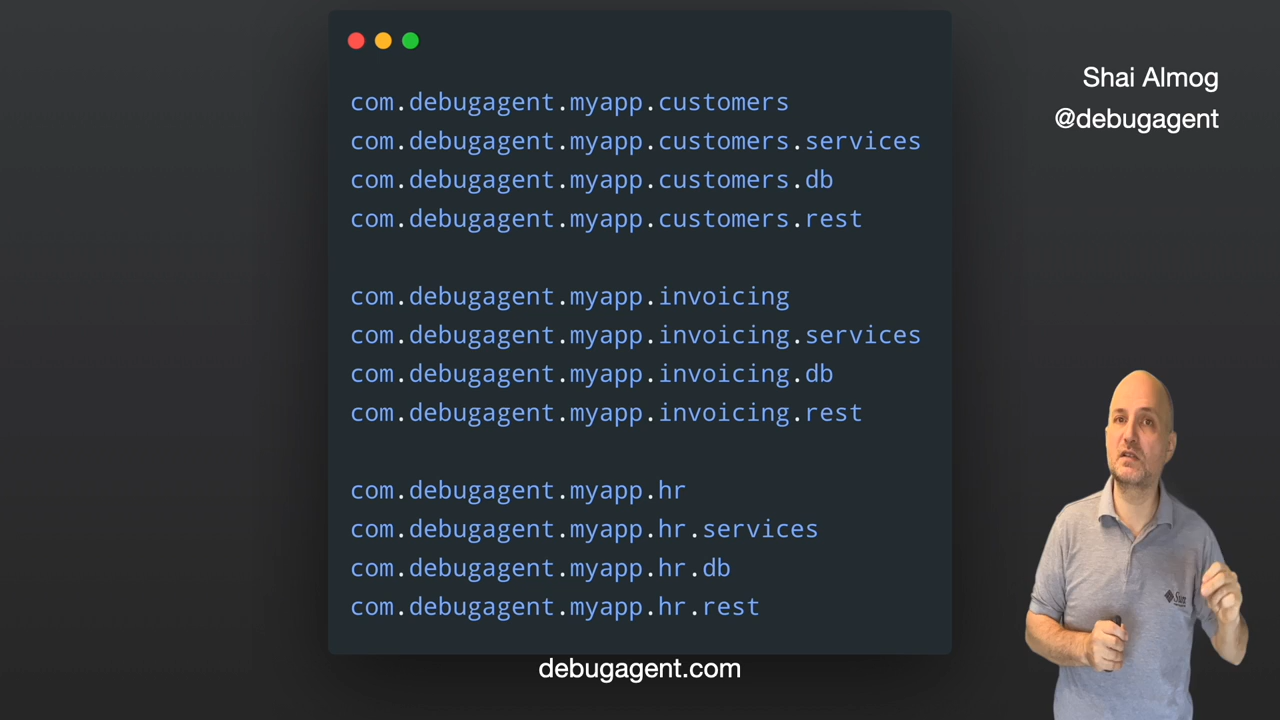 com.debugagent.myapp.customers
com.debugagent.myapp.customers.services
com.debugagent.myapp.customers.db
com.debugagent.myapp.customers.rest
com.debugagent.myapp.invoicing
com.debugagent.myapp.invoicing.services
com.debugagent.myapp.invoicing.db
com.debugagent.myapp.invoicing.rest
com.debugagent.myapp.hr
com.debugagent.myapp.hr.services
com.debugagent.myapp.hr.db
com.debugagent.myapp.hr.rest
Shai Almog
@debugagent
Sun
debugagent.com